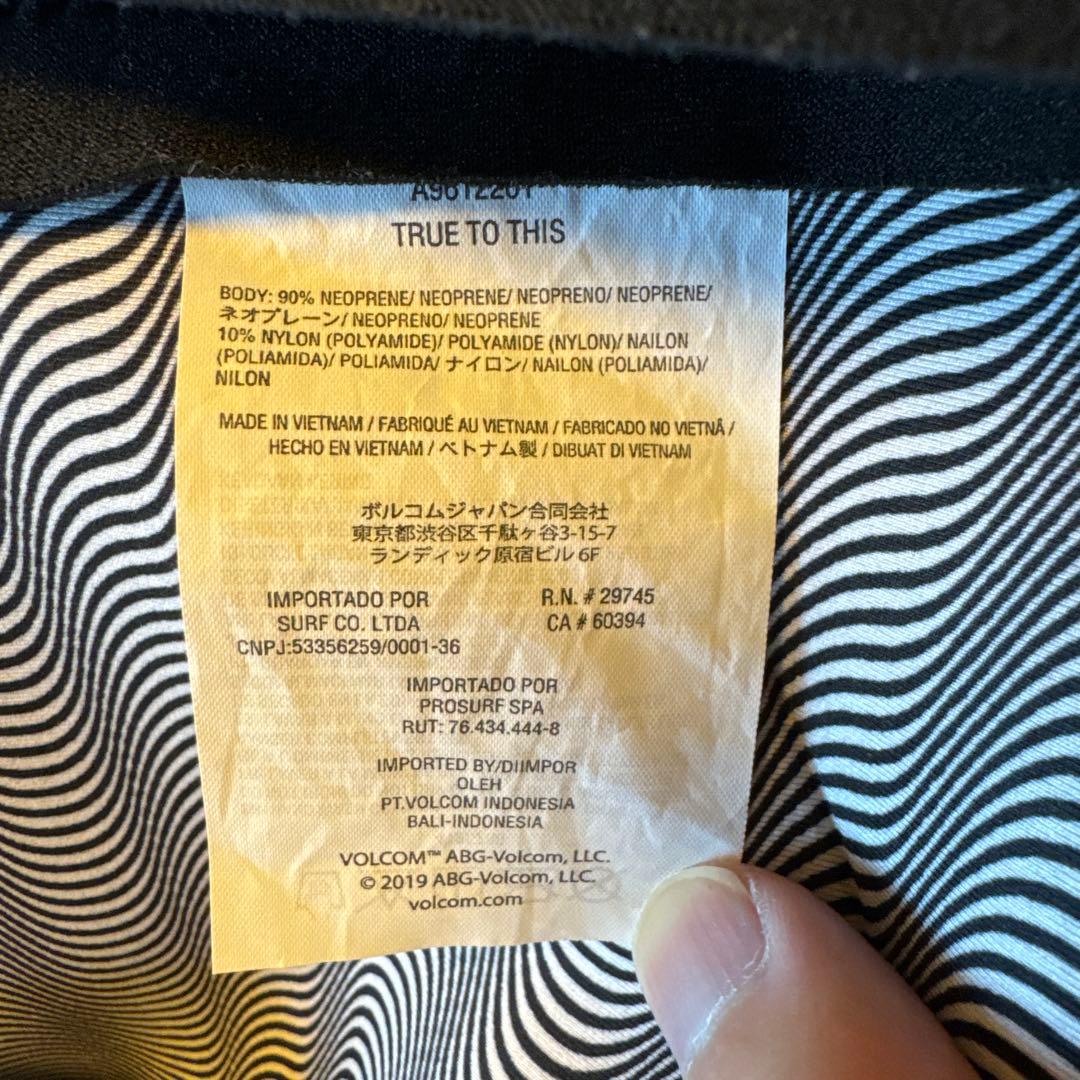 A9612201
TRUE TO THIS
BODY: 90% NEOPRENE/ NEOPRENE/ NEOPRENO/ NEOPRENE/
ネオプレーン/ NEOPRENO/ NEOPRENE
10% NYLON (POLYAMIDE)/ POLYAMIDE (NYLON)/ NAILON
(POLIAMIDA)/ POLIAMIDA/ ナイロン/ NAILON (POLIAMIDA)/
NILON
MADE IN VIETNAM / FABRIQUÉ AU VIETNAM / FABRICADO NO VIETNÃ /
HECHO EN VIETNAM / ベトナム製 / DIBUAT DI VIETNAM
ボルコムジャパン合同会社
東京都渋谷区千駄ヶ谷3-15-7
ランディック原宿ビル 6F
IMPORTADO POR
SURF CO. LTDA
CNPJ:53356259/0001-36
R.N. # 29745
CA # 60394
IMPORTADO POR
PROSURF SPA
RUT: 76.434.444-8
IMPORTED BY/DIIMPOR
OLEH
PT.VOLCOM INDONESIA
BALI-INDONESIA
VOLCOM™ ABG-Volcom, LLC.
© 2019 ABG-Volcom, LLC.
volcom.com